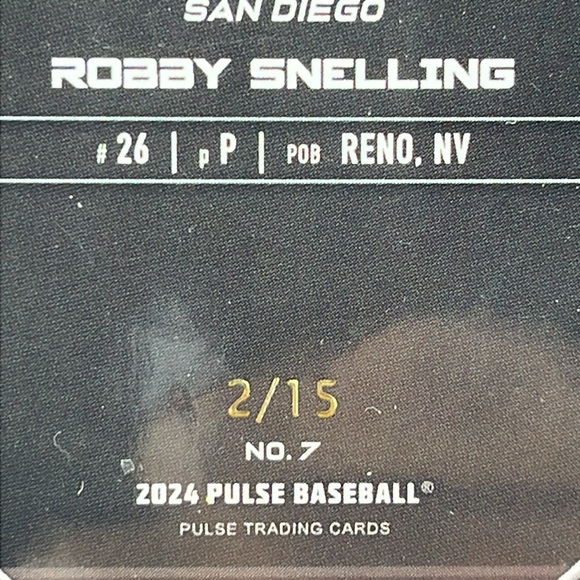 SAN DIEGO
ROBBY SNELLING
# 26 | p P | POB RENO, NV
2/15
NO. 7
2024 PULSE BASEBALL®
PULSE TRADING CARDS